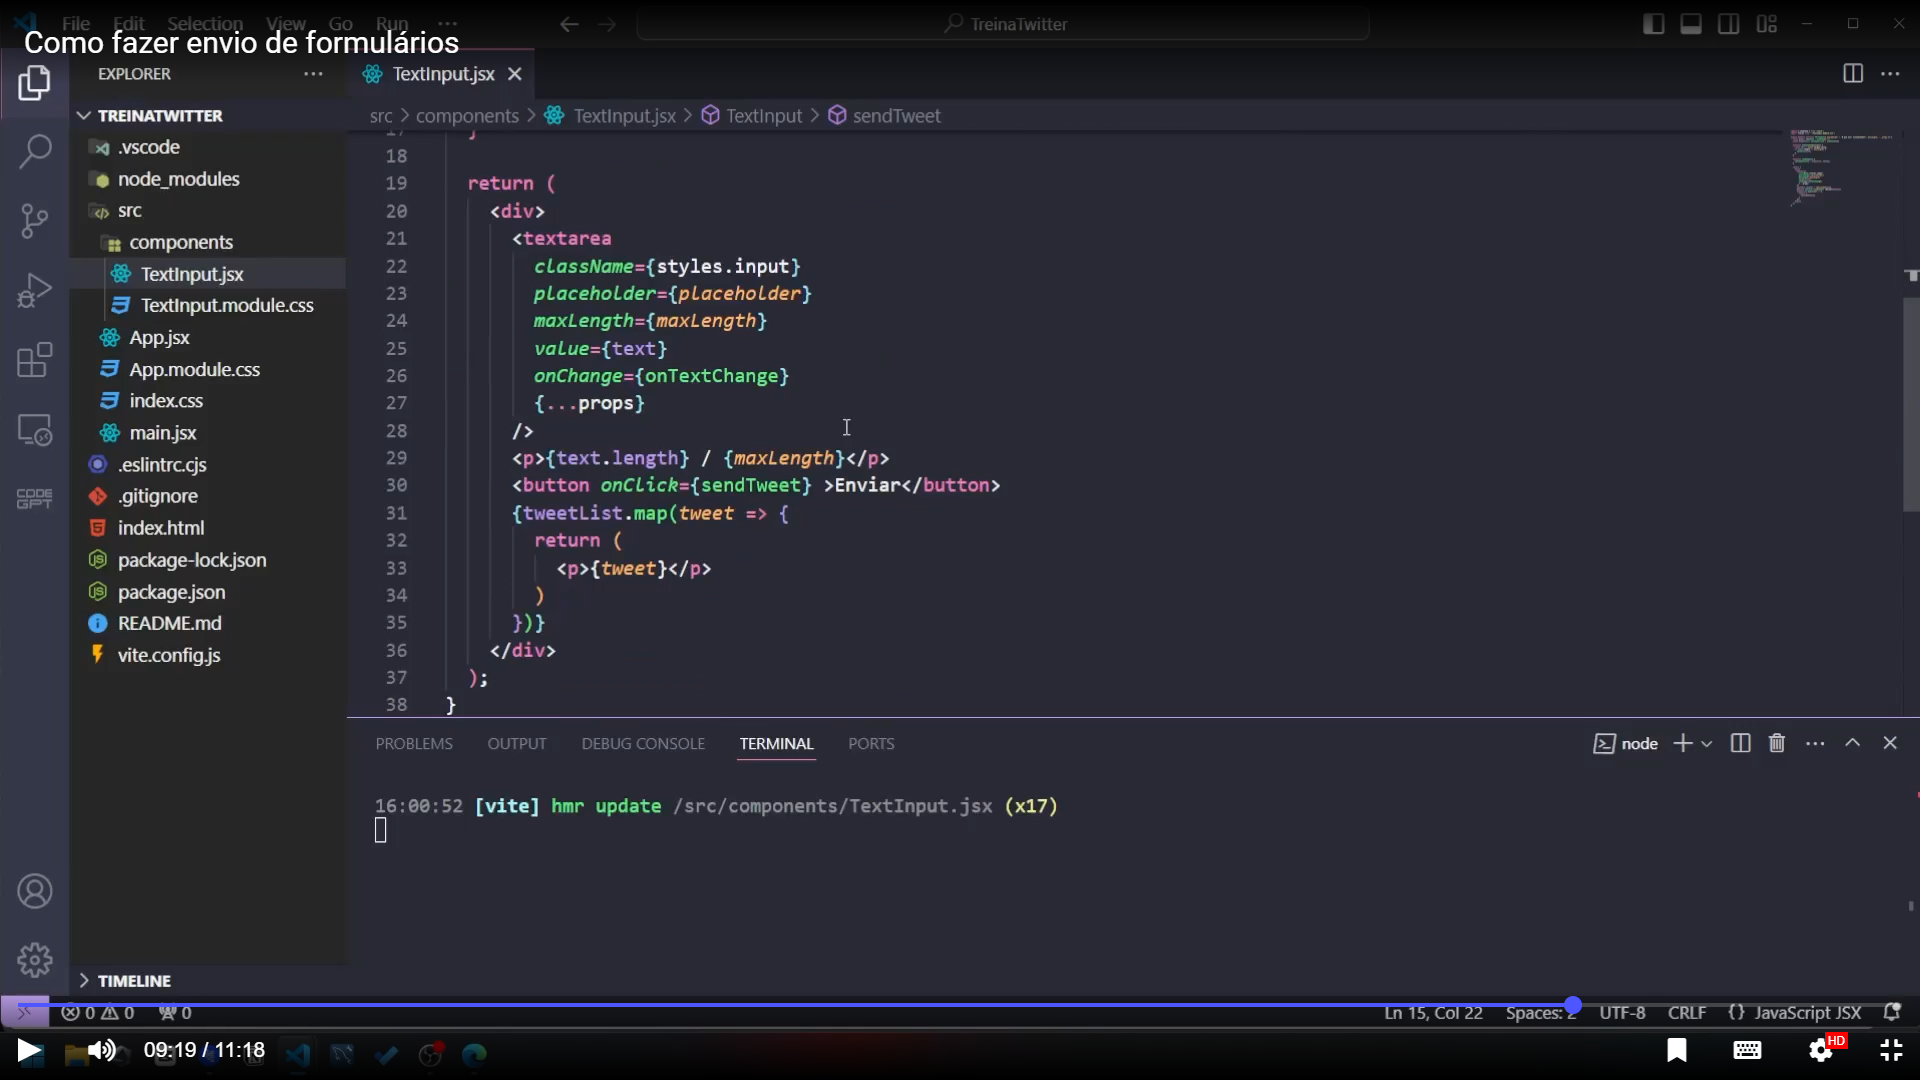 File Edit Selection View Go Run ···
TreinaTwitter
Como fazer envio de formulários
EXPLORER
TextInput.jsx
TREINATWITTER
src > components > TextInput.jsx > TextInput > sendTweet
.vscode
node_modules
src
components
TextInput.jsx
TextInput.module.css
App.jsx
App.module.css
index.css
main.jsx
.eslintrc.cjs
.gitignore
index.html
package-lock.json
package.json
README.md
vite.config.js
CODE
GPT
TIMELINE
17 }
18
19 return (
20 <div>
21 <textarea
22 className={styles.input}
23 placeholder={placeholder}
24 maxLength={maxLength}
25 value={text}
26 onChange={onTextChange}
27 {...props}
28 />
29 <p>{text.length} / {maxLength}</p>
30 <button onClick={sendTweet} >Enviar</button>
31 {tweetList.map(tweet => {
32 return (
33 <p>{tweet}</p>
34 )
35 })}
36 </div>
37 );
38 }
PROBLEMS OUTPUT DEBUG CONSOLE TERMINAL PORTS
node
16:00:52 [vite] hmr update /src/components/TextInput.jsx (x17)
0 0 0
Ln 15, Col 22 Spaces: 2 UTF-8 CRLF {} JavaScript JSX
09:19 / 11:18
HD